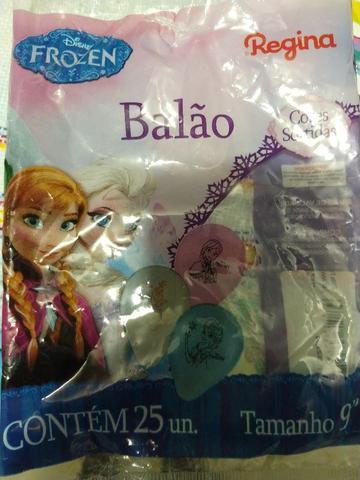 Disney
FROZEN
Regina
Balão
Cores
Sortidas
CONTÉM 25 un.
Tamanho 9"